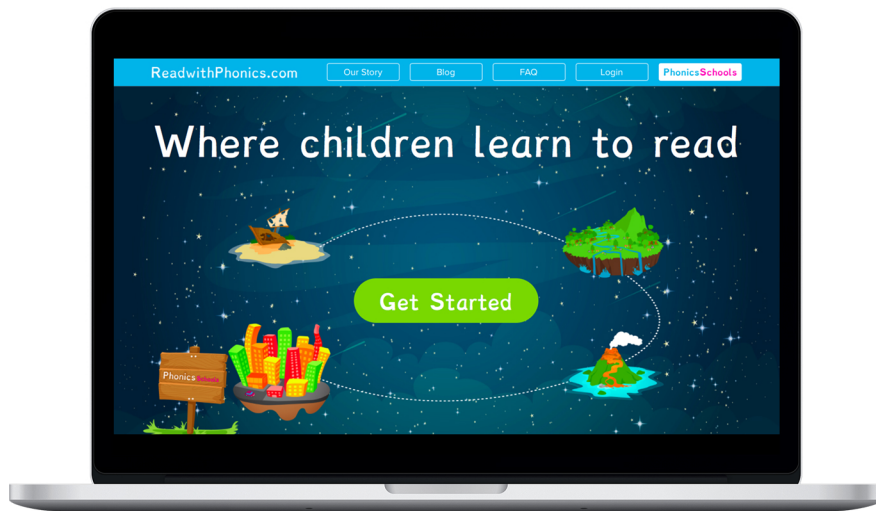 ReadwithPhonics.com
Our Story
Blog
FAQ
Login
PhonicsSchools
Where children learn to read
A
Get Started
PhonicsSchools